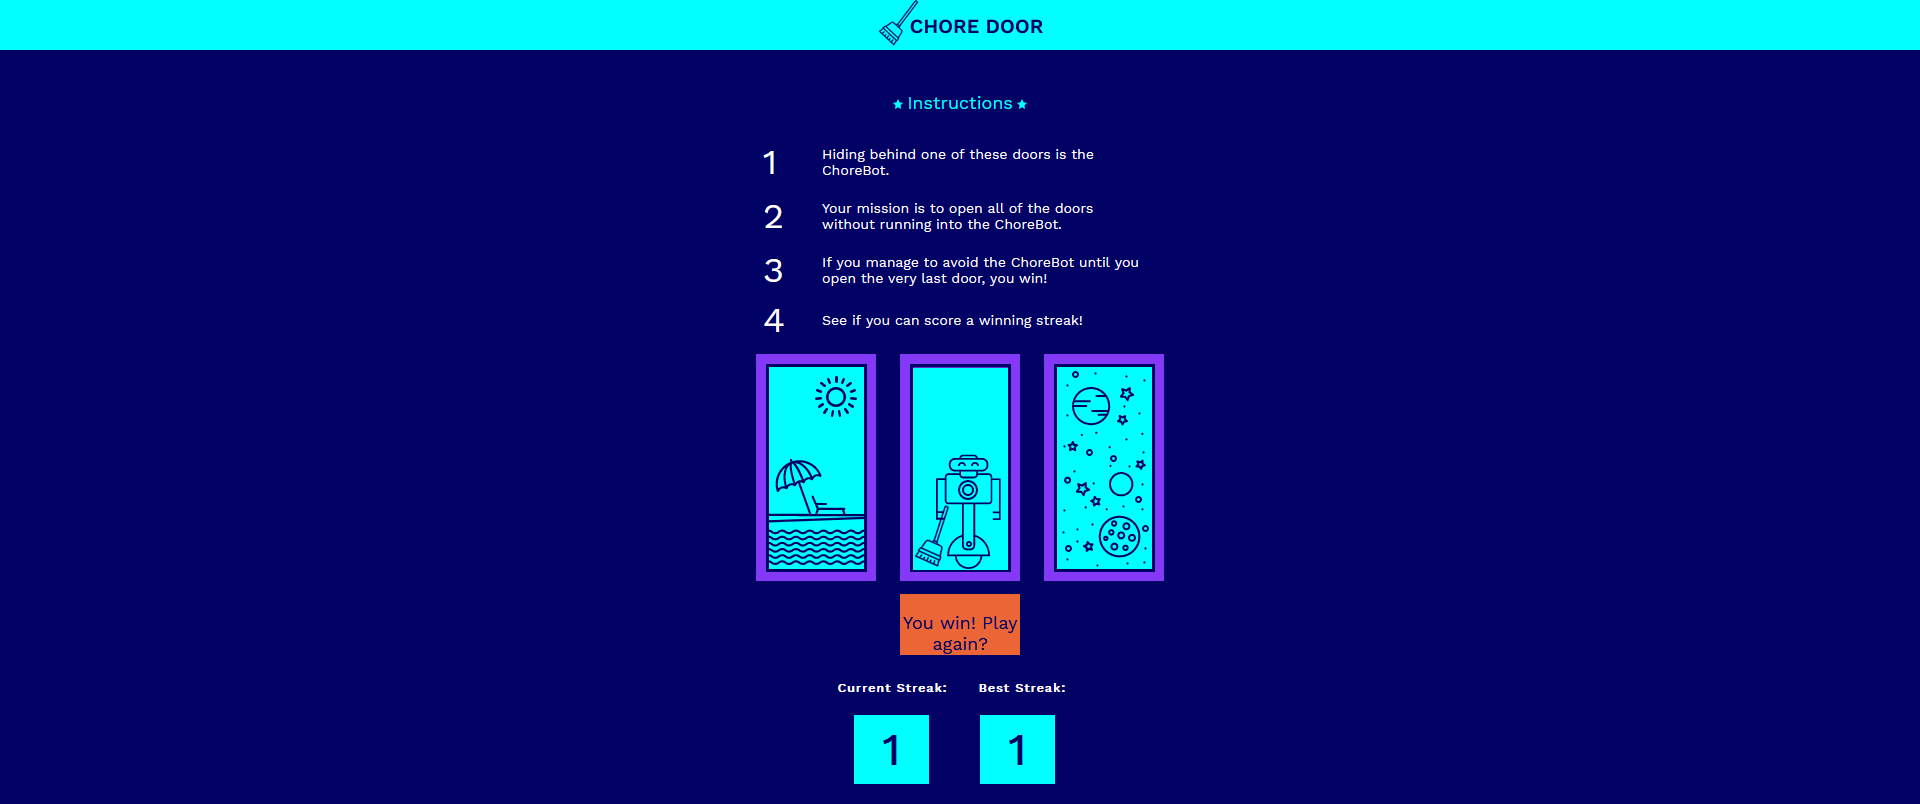 CHORE DOOR
Instructions
1
Hiding behind one of these doors is the
ChoreBot.
2
Your mission is to open all of the doors
without running into the ChoreBot.
3
If you manage to avoid the ChoreBot until you
open the very last door, you win!
4
See if you can score a winning streak!
You win! Play
again?
Current Streak:
Best Streak:
1
1